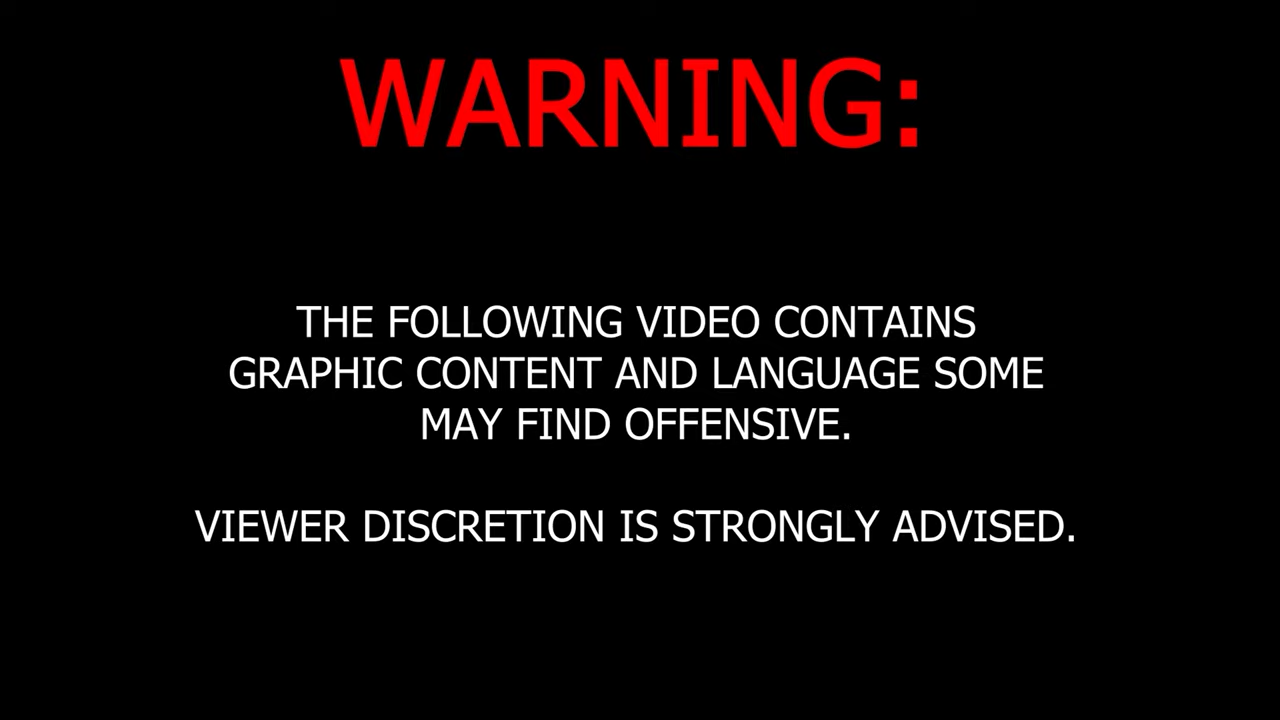 WARNING:
THE FOLLOWING VIDEO CONTAINS
GRAPHIC CONTENT AND LANGUAGE SOME
MAY FIND OFFENSIVE.
VIEWER DISCRETION IS STRONGLY ADVISED.